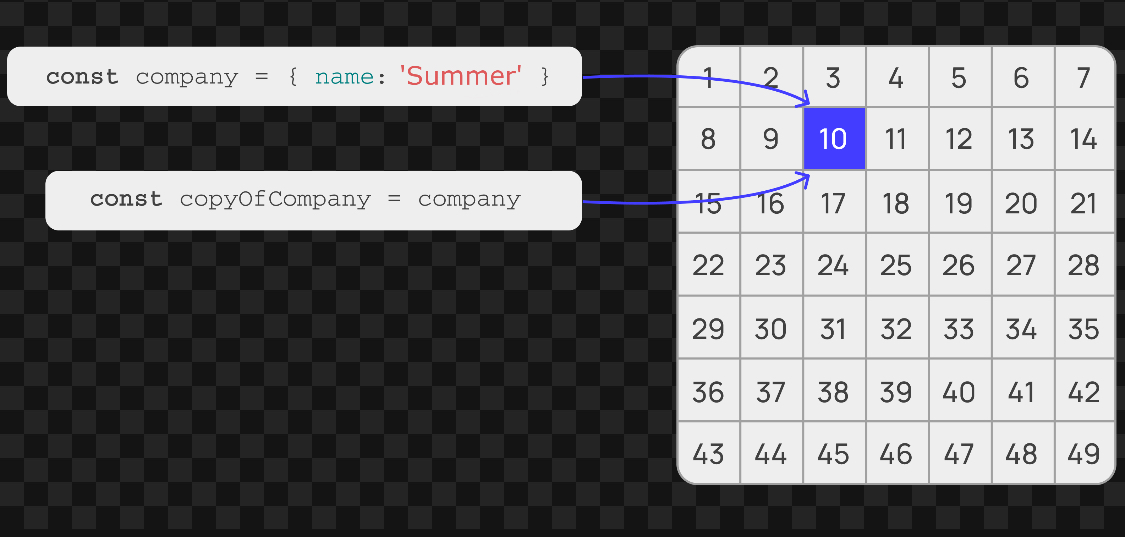 const company = { name: 'Summer' }
const copyOfCompany = company
1 2 3 4 5 6 7
8 9 10 11 12 13 14
15 16 17 18 19 20 21
22 23 24 25 26 27 28
29 30 31 32 33 34 35
36 37 38 39 40 41 42
43 44 45 46 47 48 49